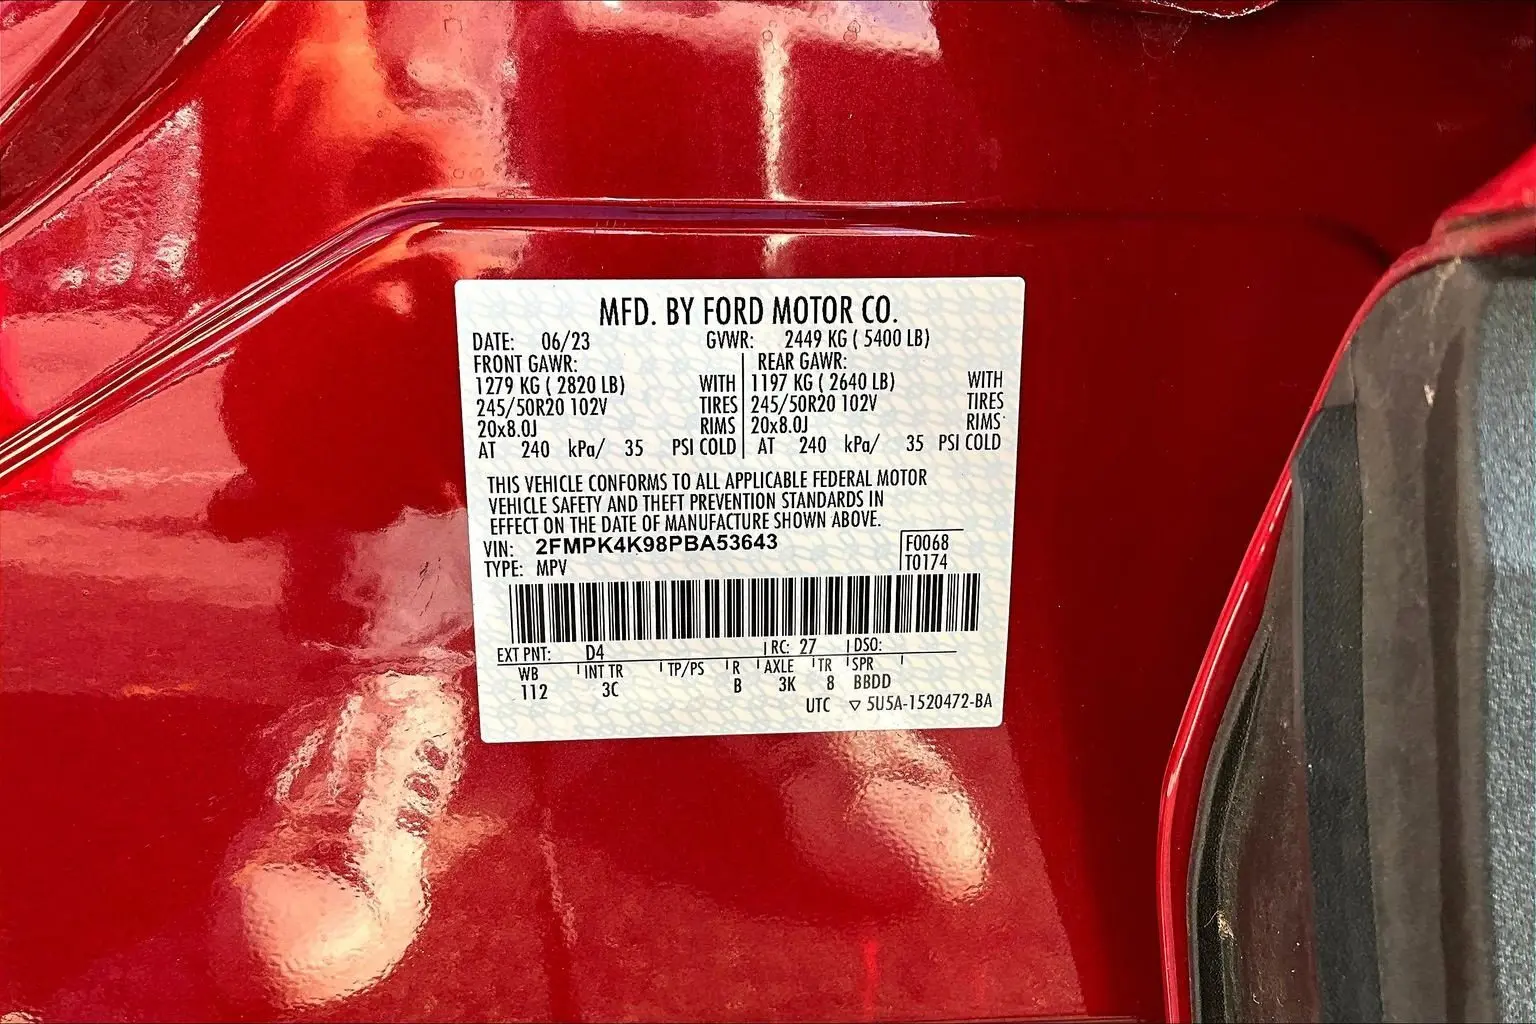 MFD. BY FORD MOTOR CO.
DATE: 06/23 GVWR: 2449 KG ( 5400 LB)
FRONT GAWR: REAR GAWR:
1279 KG ( 2820 LB) WITH 1197 KG ( 2640 LB) WITH
245/50R20 102V TIRES 245/50R20 102V TIRES
20x8.0J RIMS 20x8.0J RIMS
AT 240 kPa/ 35 PSI COLD AT 240 kPa/ 35 PSI COLD
THIS VEHICLE CONFORMS TO ALL APPLICABLE FEDERAL MOTOR
VEHICLE SAFETY AND THEFT PREVENTION STANDARDS IN
EFFECT ON THE DATE OF MANUFACTURE SHOWN ABOVE.
VIN: 2FMPK4K98PBA53643 F0068
TYPE: MPV T0174
EXT PNT: D4 RC: 27 DSO:
WB INT TR TP/PS R AXLE TR SPR
112 3C B 3K 8 BBDD
UTC ▽ 5U5A-1520472-BA